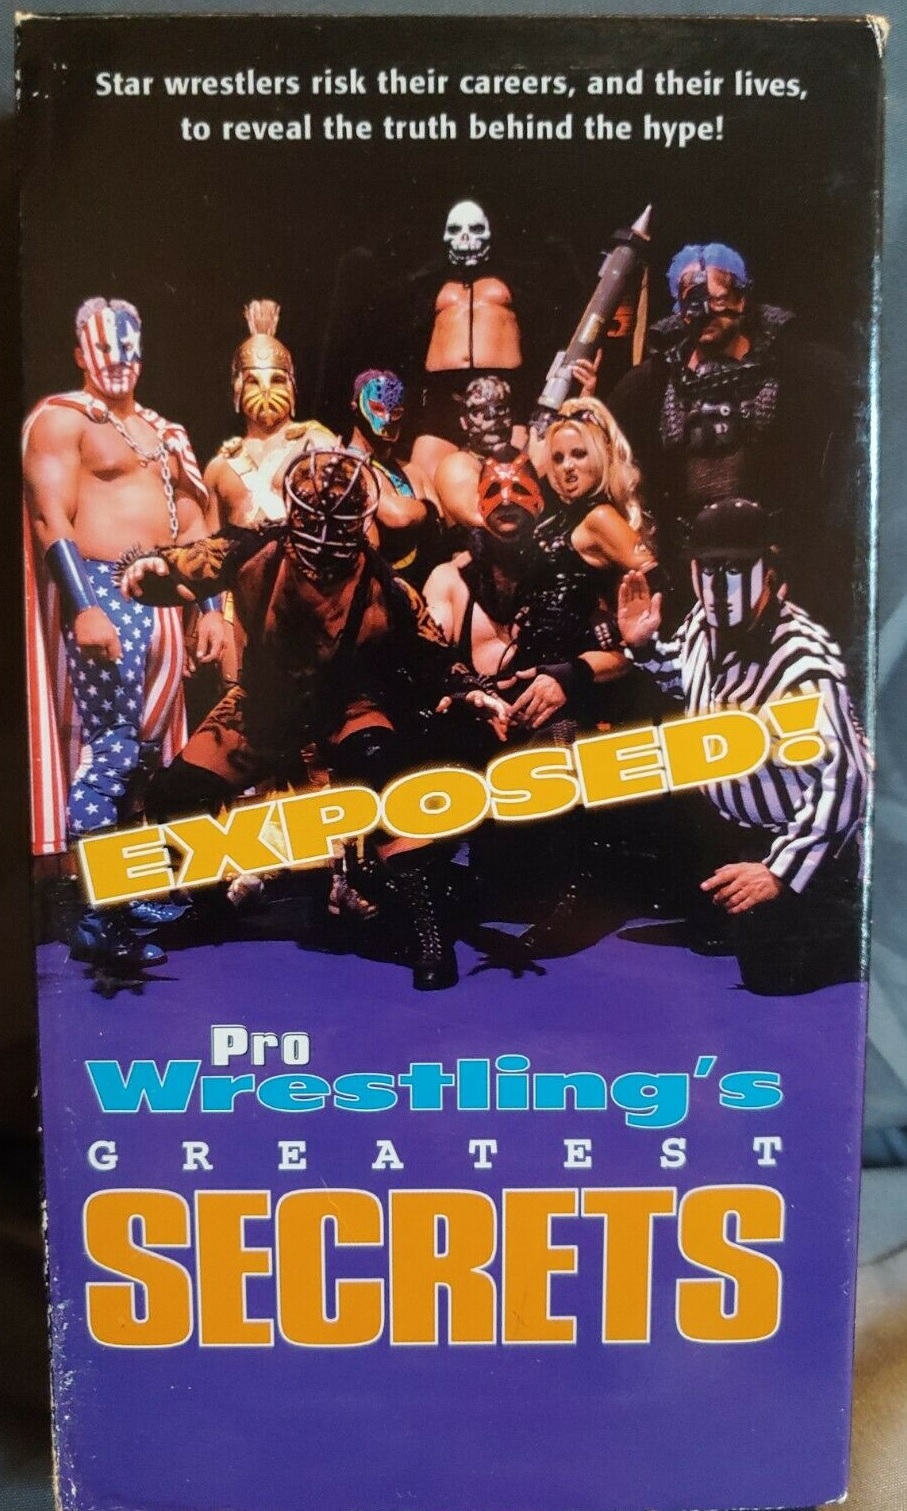 Star wrestlers risk their careers, and their lives,
to reveal the truth behind the hype!
EXPOSED!
Pro
Wrestling's
GREATEST
SECRETS